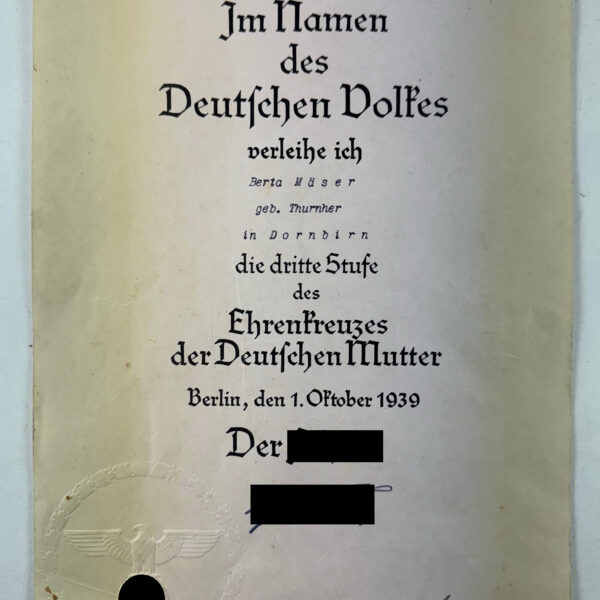 Im Namen
des
Deutschen Volkes
verleihe ich
Berta Mäser
geb. Thurnher
in Dornbirn
die dritte Stufe
des
Ehrenkreuzes
der Deutschen Mutter
Berlin, den 1. Oktober 1939
Der